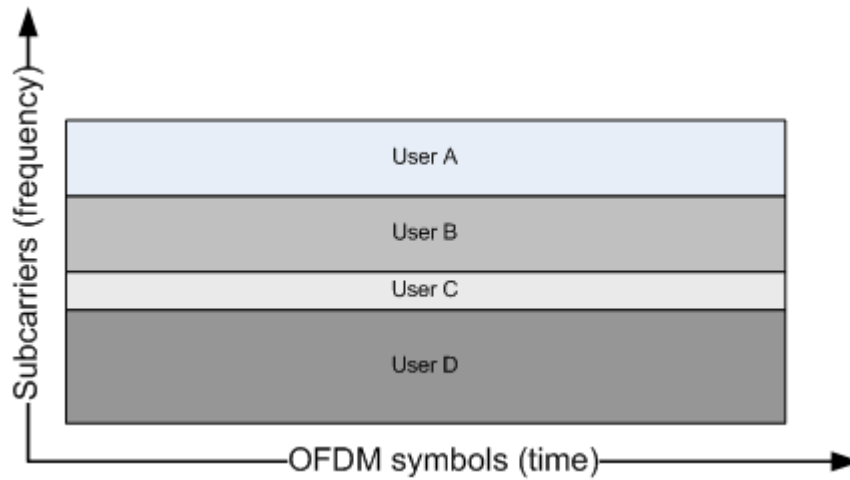 Subcarriers (frequency)
User A
User B
User C
User D
OFDM symbols (time)